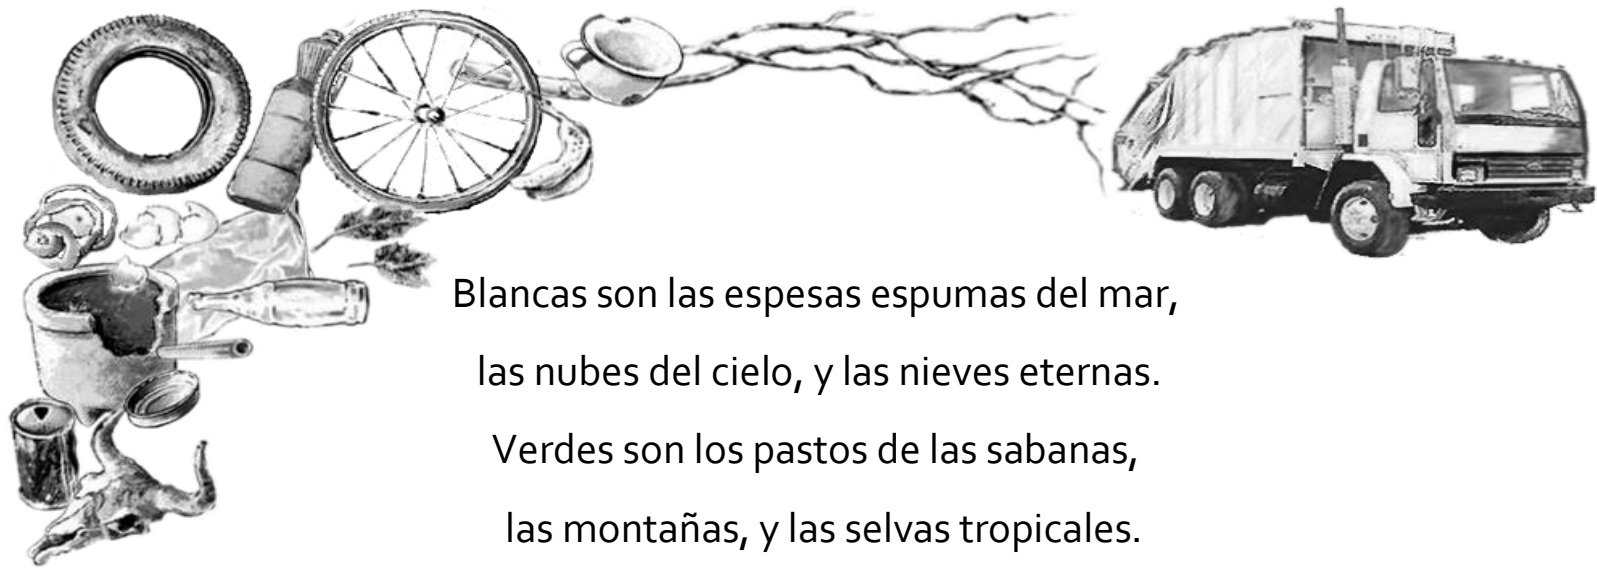 Blancas son las espesas espumas del mar,
las nubes del cielo, y las nieves eternas.
Verdes son los pastos de las sabanas,
las montañas, y las selvas tropicales.